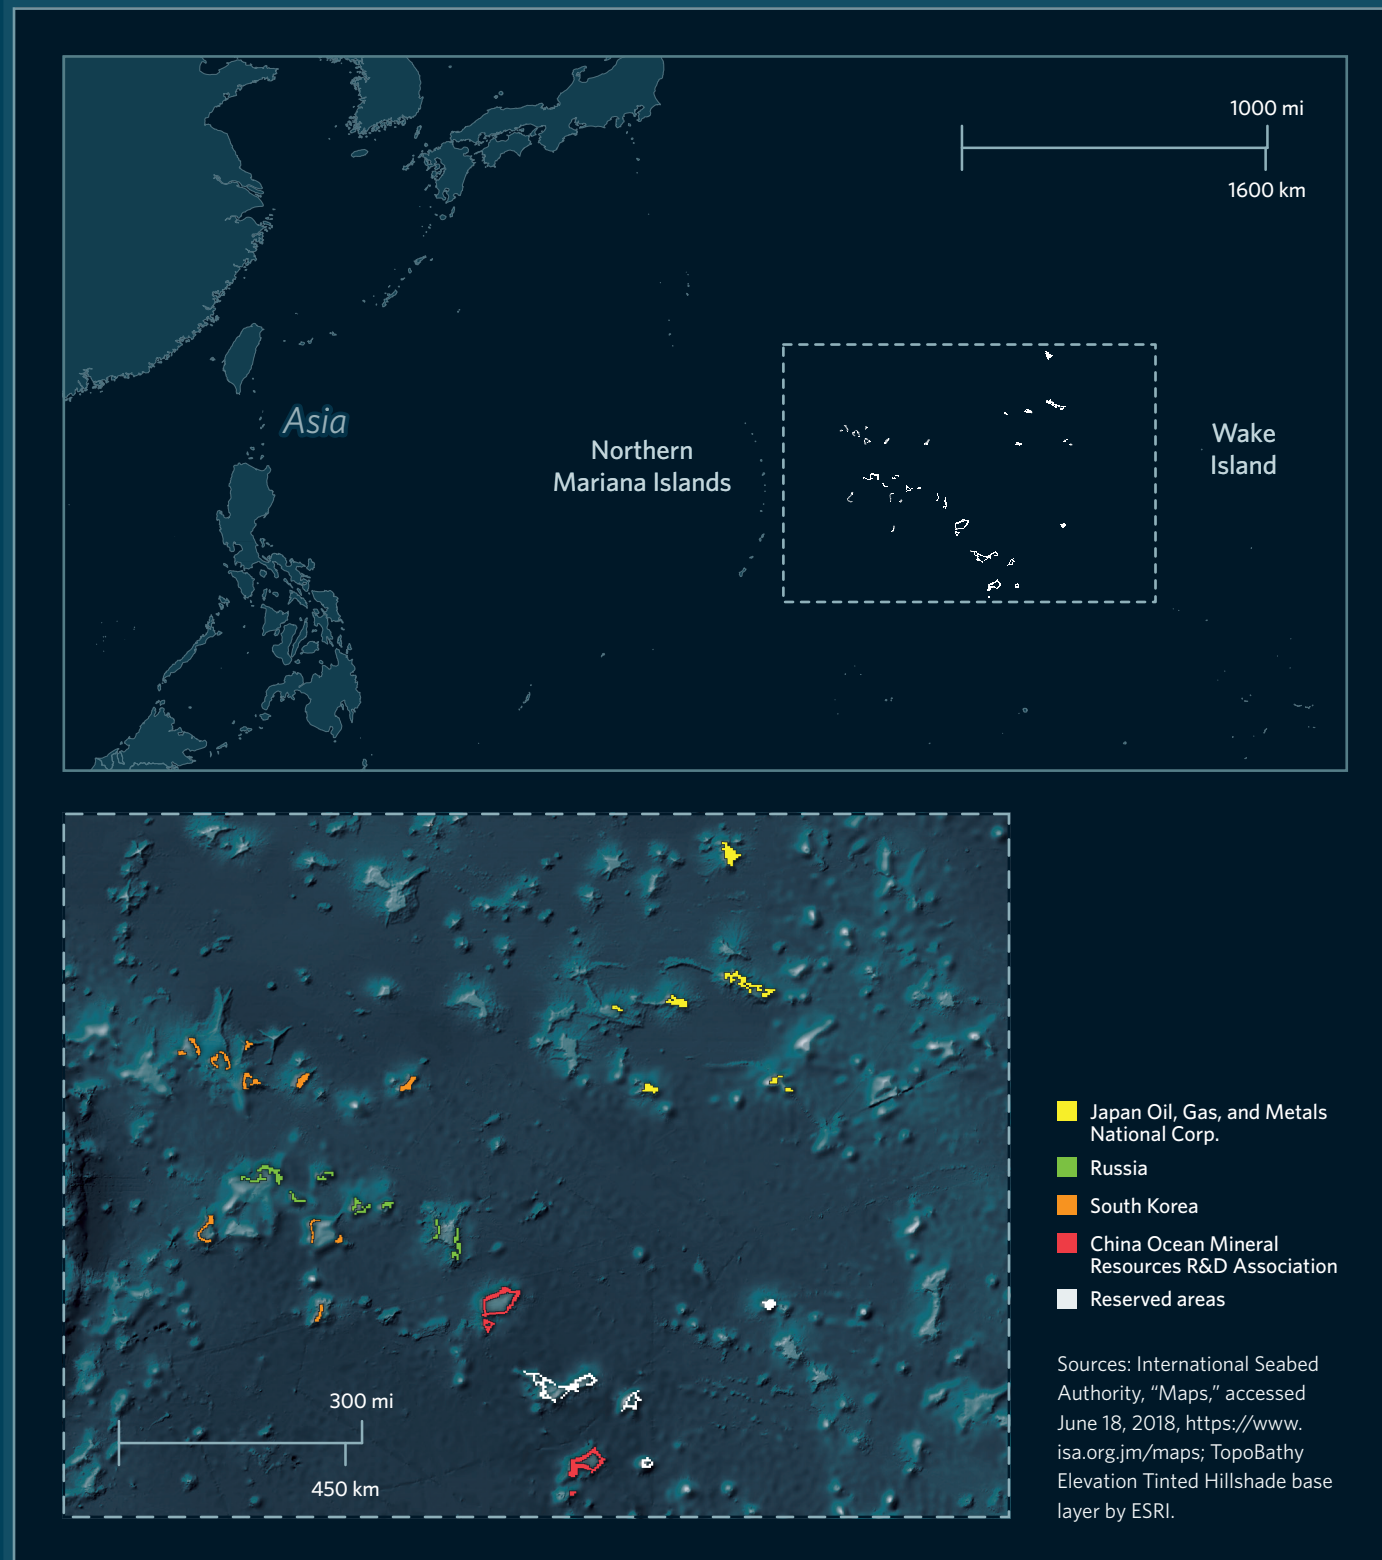 1000 mi
1600 km
Asia
Northern
Mariana Islands
Wake
Island
300 mi
450 km
Japan Oil, Gas, and Metals
National Corp.
Russia
South Korea
China Ocean Mineral
Resources R&D Association
Reserved areas
Sources: International Seabed
Authority, “Maps,” accessed
June 18, 2018, https://www.
isa.org.jm/maps; TopoBathy
Elevation Tinted Hillshade base
layer by ESRI.